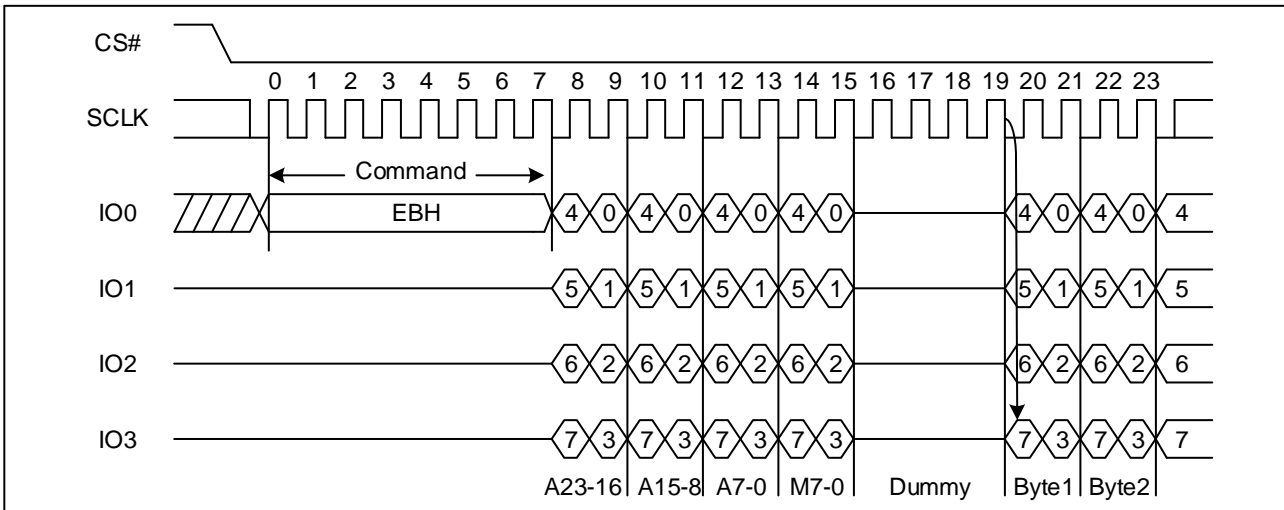 CS#
0 1 2 3 4 5 6 7 8 9 10 11 12 13 14 15 16 17 18 19 20 21 22 23
SCLK
Command
IO0 EBH 4 0 4 0 4 0 4 0 4 0 4 0 4
IO1 5 1 5 1 5 1 5 1 5 1 5 1 5
IO2 6 2 6 2 6 2 6 2 6 2 6 2 6
IO3 7 3 7 3 7 3 7 3 7 3 7 3 7
A23-16 A15-8 A7-0 M7-0 Dummy Byte1 Byte2